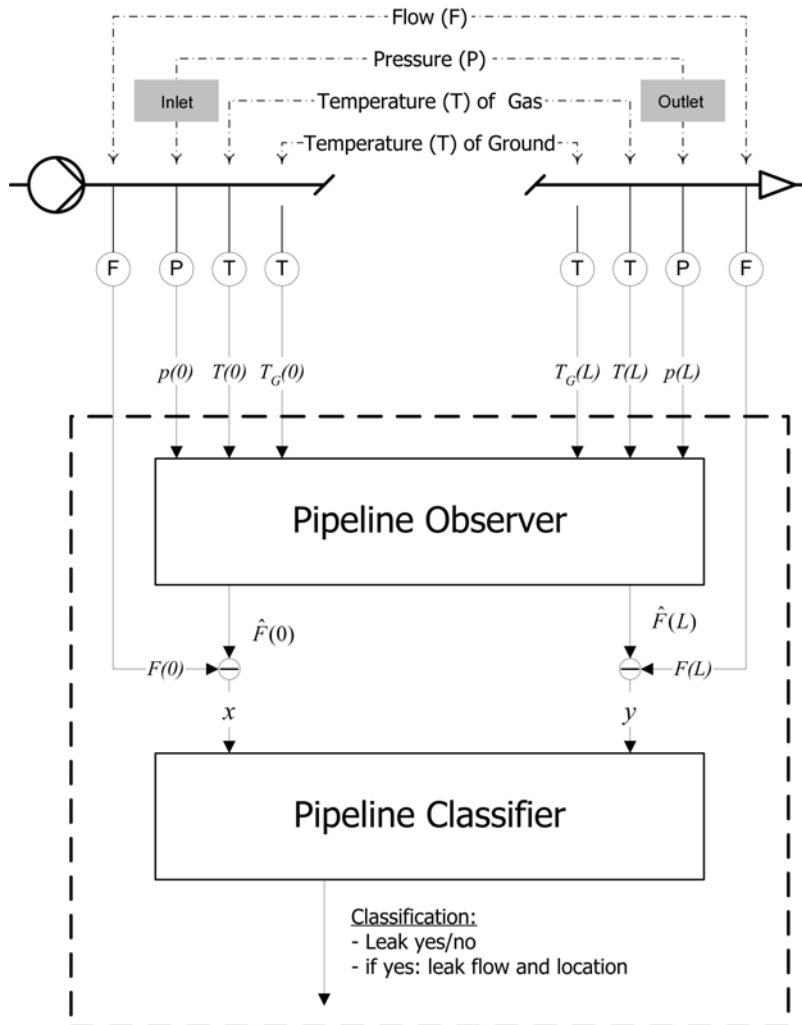 Flow (F)
Pressure (P)
Inlet
Temperature (T) of Gas
Outlet
Temperature (T) of Ground
F P T T T T P F
p(0) T(0) T_G(0) T_G(L) T(L) p(L)
Pipeline Observer
F̂(0) F̂(L)
F(0) F(L)
x y
Pipeline Classifier
Classification:
- Leak yes/no
- if yes: leak flow and location